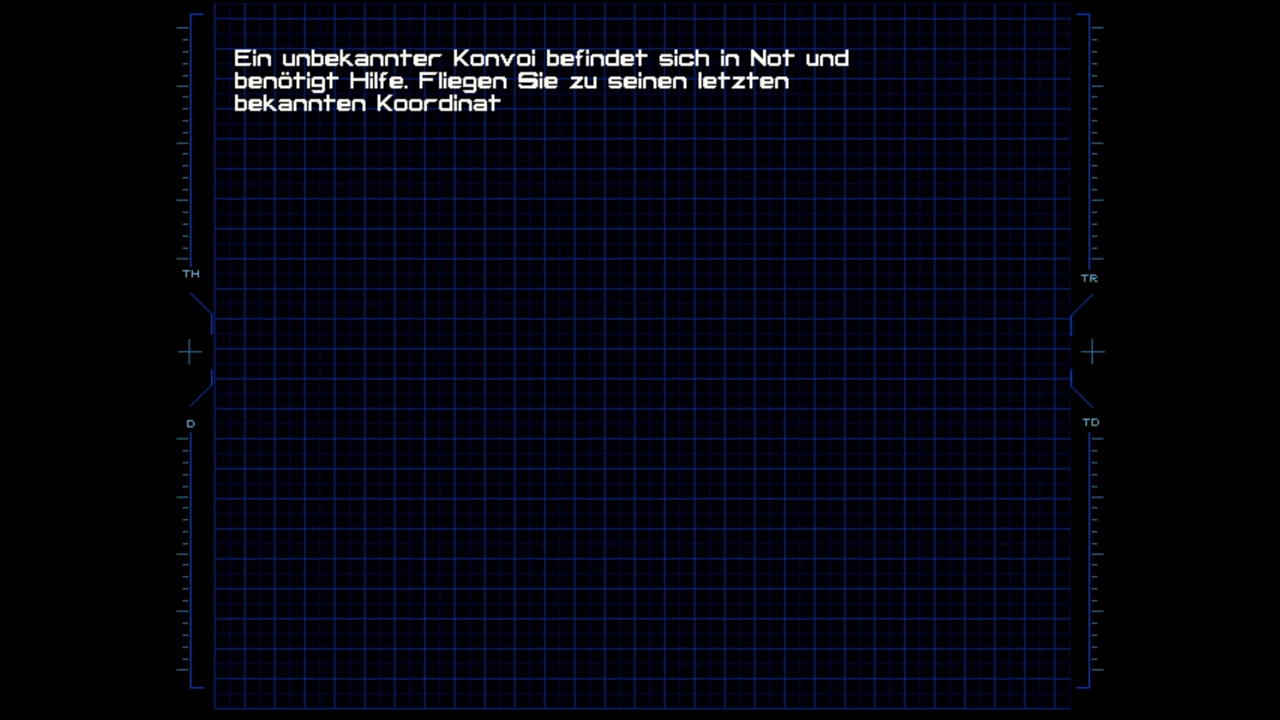 Ein unbekannter Konvoi befindet sich in Not und
benötigt Hilfe. Fliegen Sie zu seinen letzten
bekannten Koordinat
TH
TR
D
TD